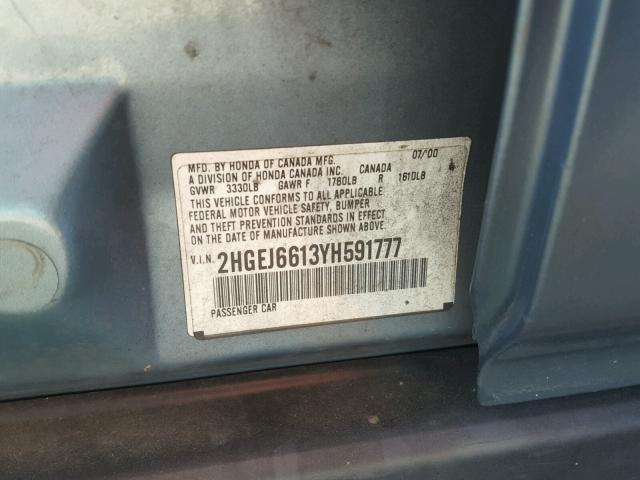 MFD. BY HONDA OF CANADA MFG. 07/00
A DIVISION OF HONDA CANADA INC. CANADA
GVWR 3330LB GAWR F 1760LB R 1610LB
THIS VEHICLE CONFORMS TO ALL APPLICABLE
FEDERAL MOTOR VEHICLE SAFETY, BUMPER
AND THEFT PREVENTION STANDARDS IN EFFECT
ON THE DATE OF MANUFACTURE SHOWN ABOVE.
V.I.N. 2HGEJ6613YH591777
PASSENGER CAR